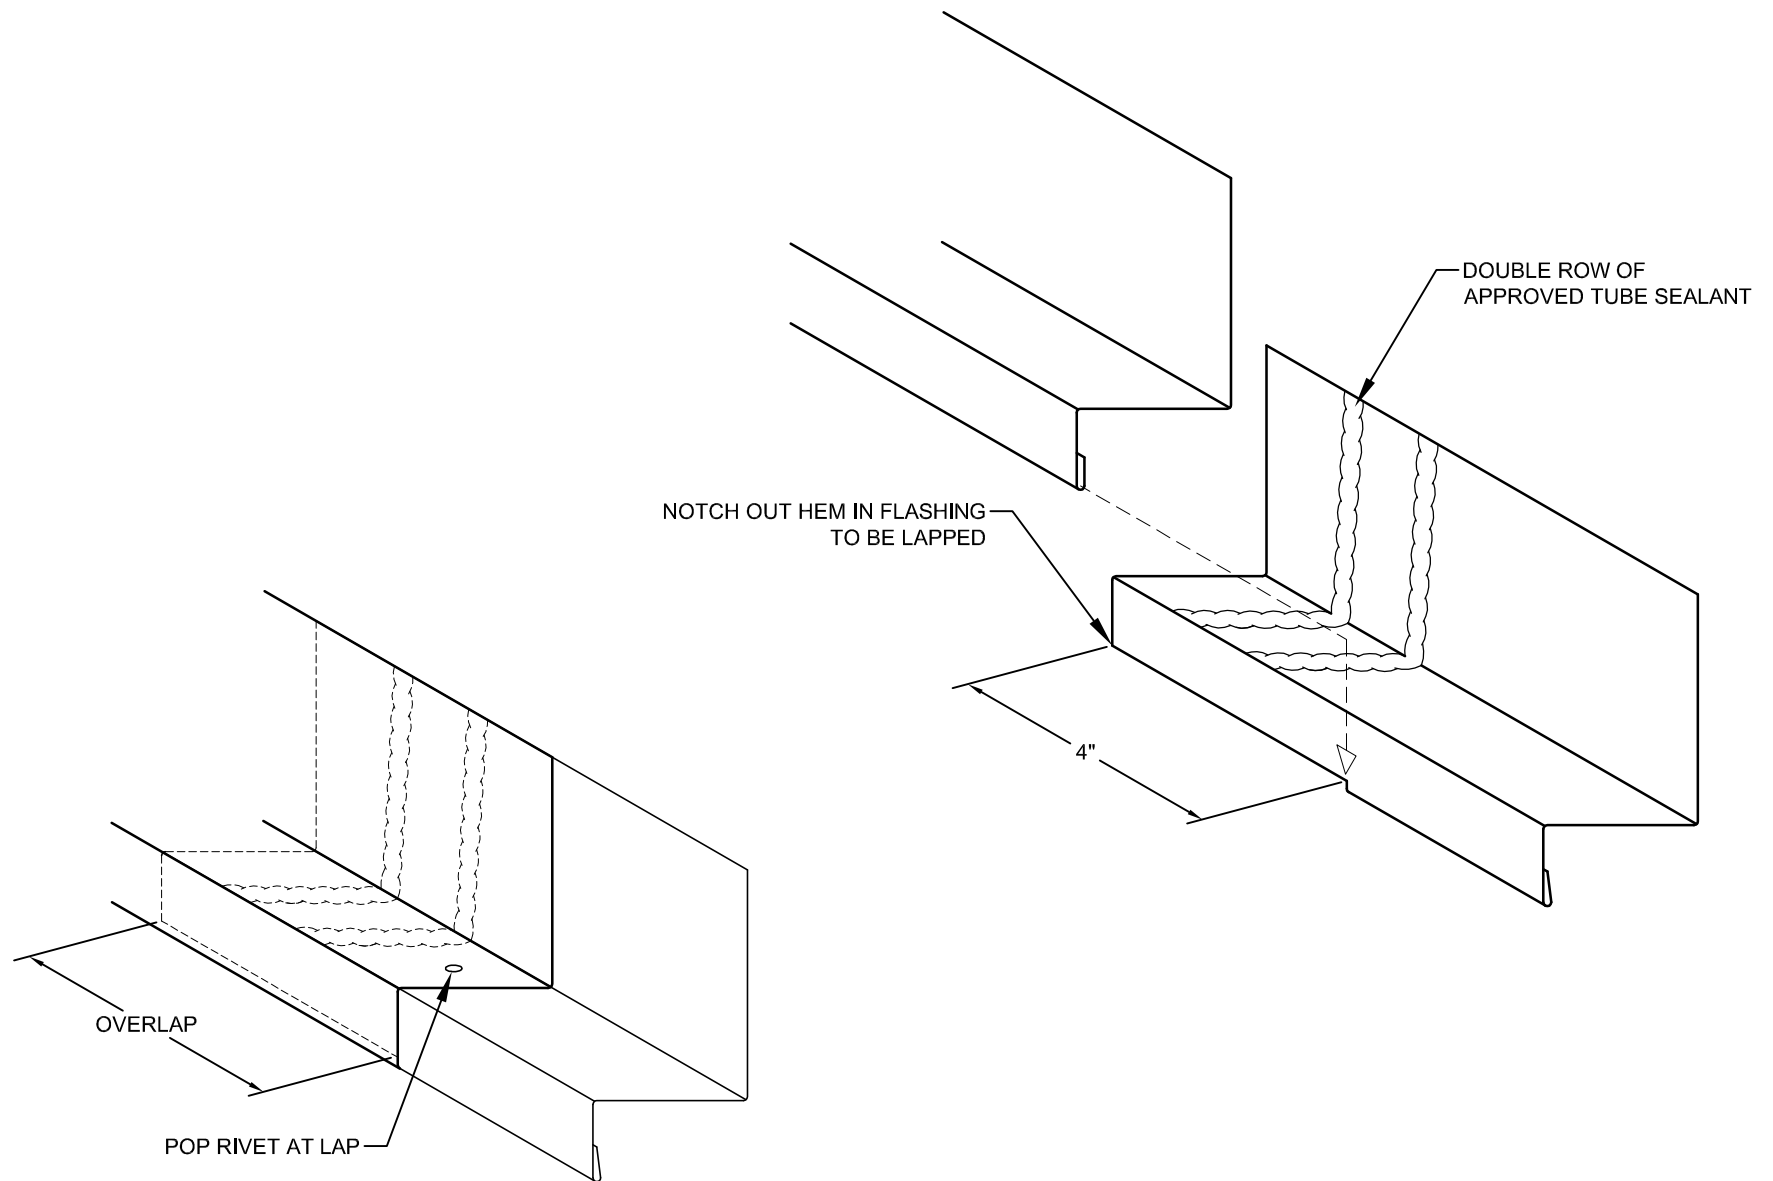 DOUBLE ROW OF
APPROVED TUBE SEALANT
NOTCH OUT HEM IN FLASHING
TO BE LAPPED
4"
OVERLAP
POP RIVET AT LAP